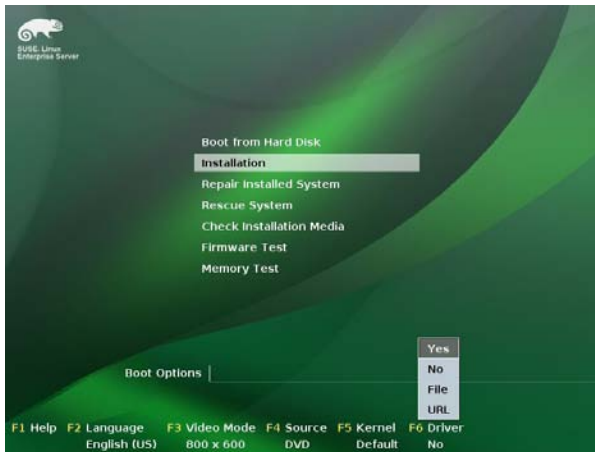 SUSE. Linux
Enterprise Server
Boot from Hard Disk
Installation
Repair Installed System
Rescue System
Check Installation Media
Firmware Test
Memory Test
Yes
No
File
URL
Boot Options
F1 Help F2 Language F3 Video Mode F4 Source F5 Kernel F6 Driver
English (US) 800 x 600 DVD Default No